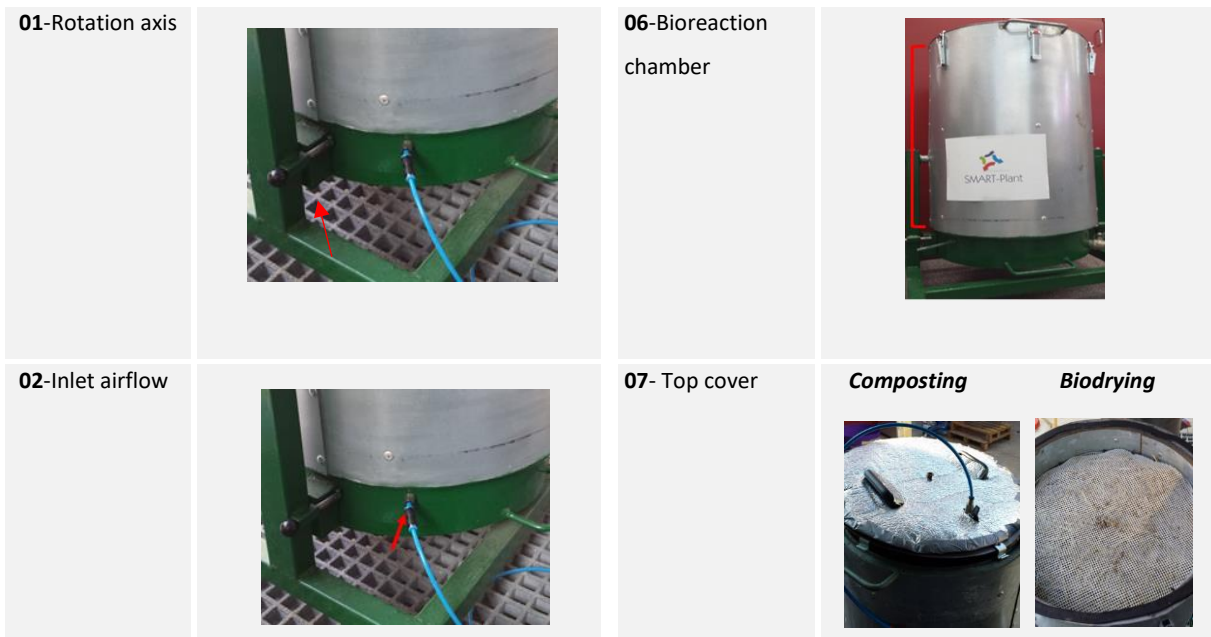 01-Rotation axis
06-Bioreaction
chamber
SMART-Plant
02-Inlet airflow
07- Top cover
Composting
Biodrying